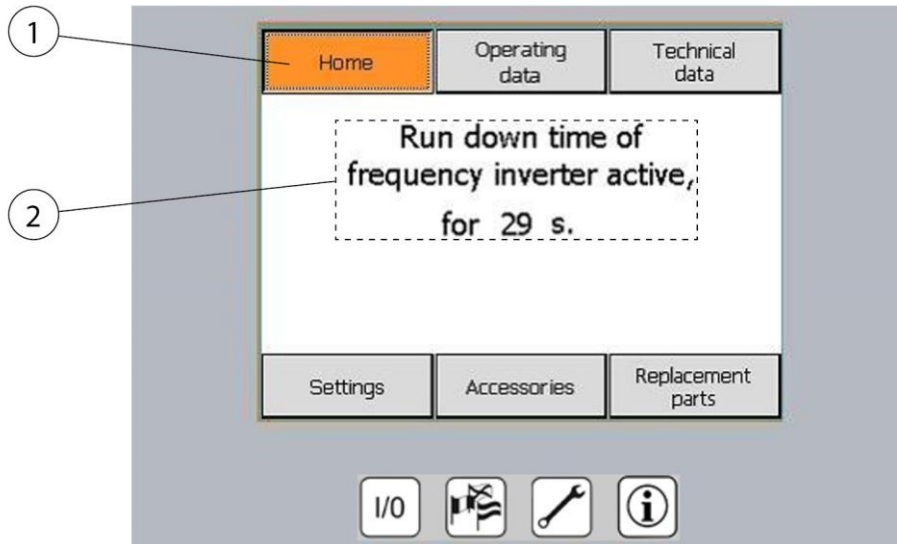 1
Home
Operating
data
Technical
data
Run down time of
frequency inverter active,
for 29 s.
2
Settings
Accessories
Replacement
parts
I/0
i